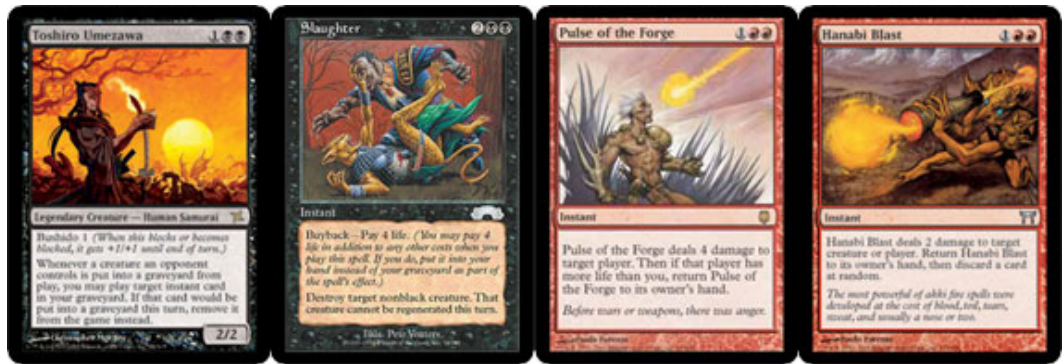 Toshiro Umezawa 1
Legendary Creature — Human Samurai
Bushido 1 (When this blocks or becomes
blocked, it gets +1/+1 until end of turn.)
Whenever a creature an opponent
controls is put into a graveyard from
play, you may play target instant card
in your graveyard. If that card would be
put into a graveyard this turn, remove it
from the game instead.
2/2
Slaughter 2
Instant
Buyback—Pay 4 life. (You may pay 4
life in addition to any other costs when you
play this spell. If you do, put it into your
hand instead of your graveyard as part of
the spell's effect.)
Destroy target nonblack creature. That
creature cannot be regenerated this turn.
Illus. Pete Venters
Pulse of the Forge 1
Instant
Pulse of the Forge deals 4 damage to
target player. Then if that player has
more life than you, return Pulse of
the Forge to its owner's hand.
Before wars or weapons, there was anger.
Hanabi Blast 1
Instant
Hanabi Blast deals 2 damage to target
creature or player. Return Hanabi Blast
to its owner's hand, then discard a card
at random.
The most powerful of akki fire spells were
developed at the cost of blood, toil, tears,
sweat, and usually a nose or two.